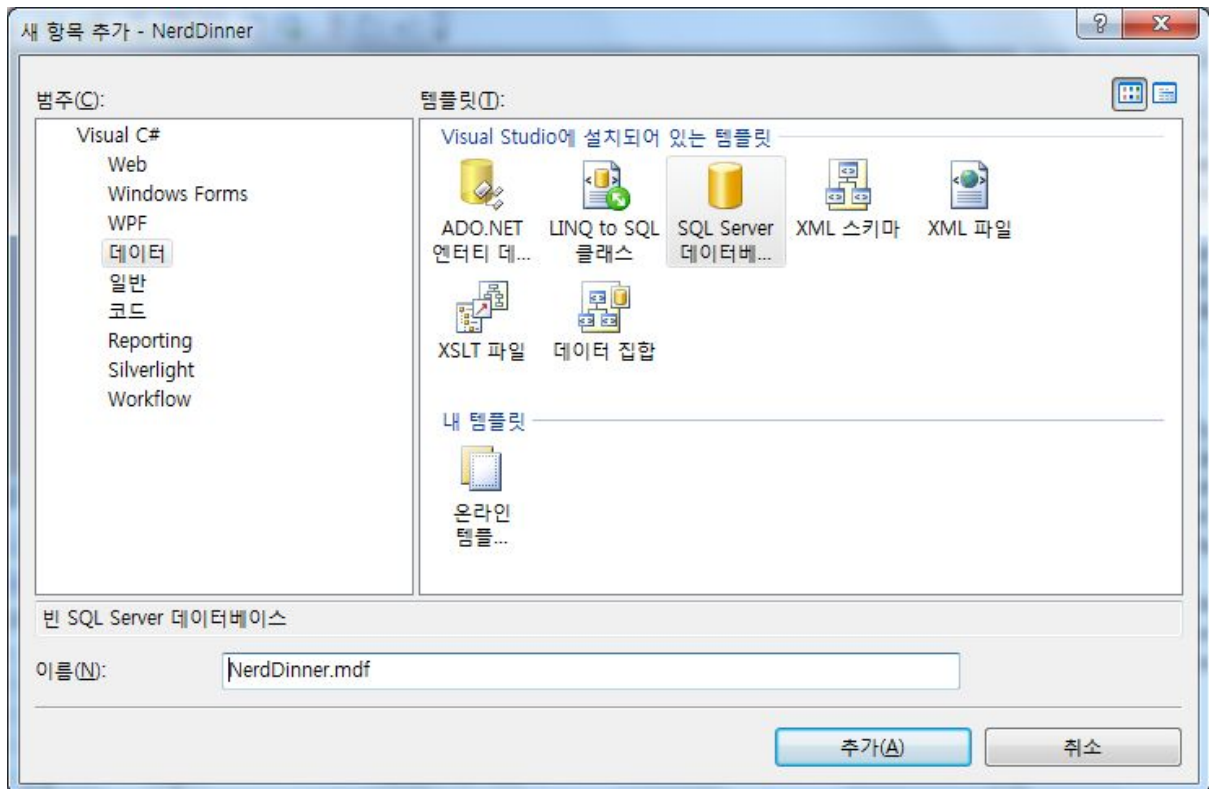 새 항목 추가 - NerdDinner
범주(C):
템플릿(T):
Visual C#
Web
Windows Forms
WPF
데이터
일반
코드
Reporting
Silverlight
Workflow
Visual Studio에 설치되어 있는 템플릿
ADO.NET
엔터티 데...
LINQ to SQL
클래스
SQL Server
데이터베...
XML 스키마
XML 파일
XSLT 파일
데이터 집합
내 템플릿
온라인
템플...
빈 SQL Server 데이터베이스
이름(N):
NerdDinner.mdf
추가(A)
취소